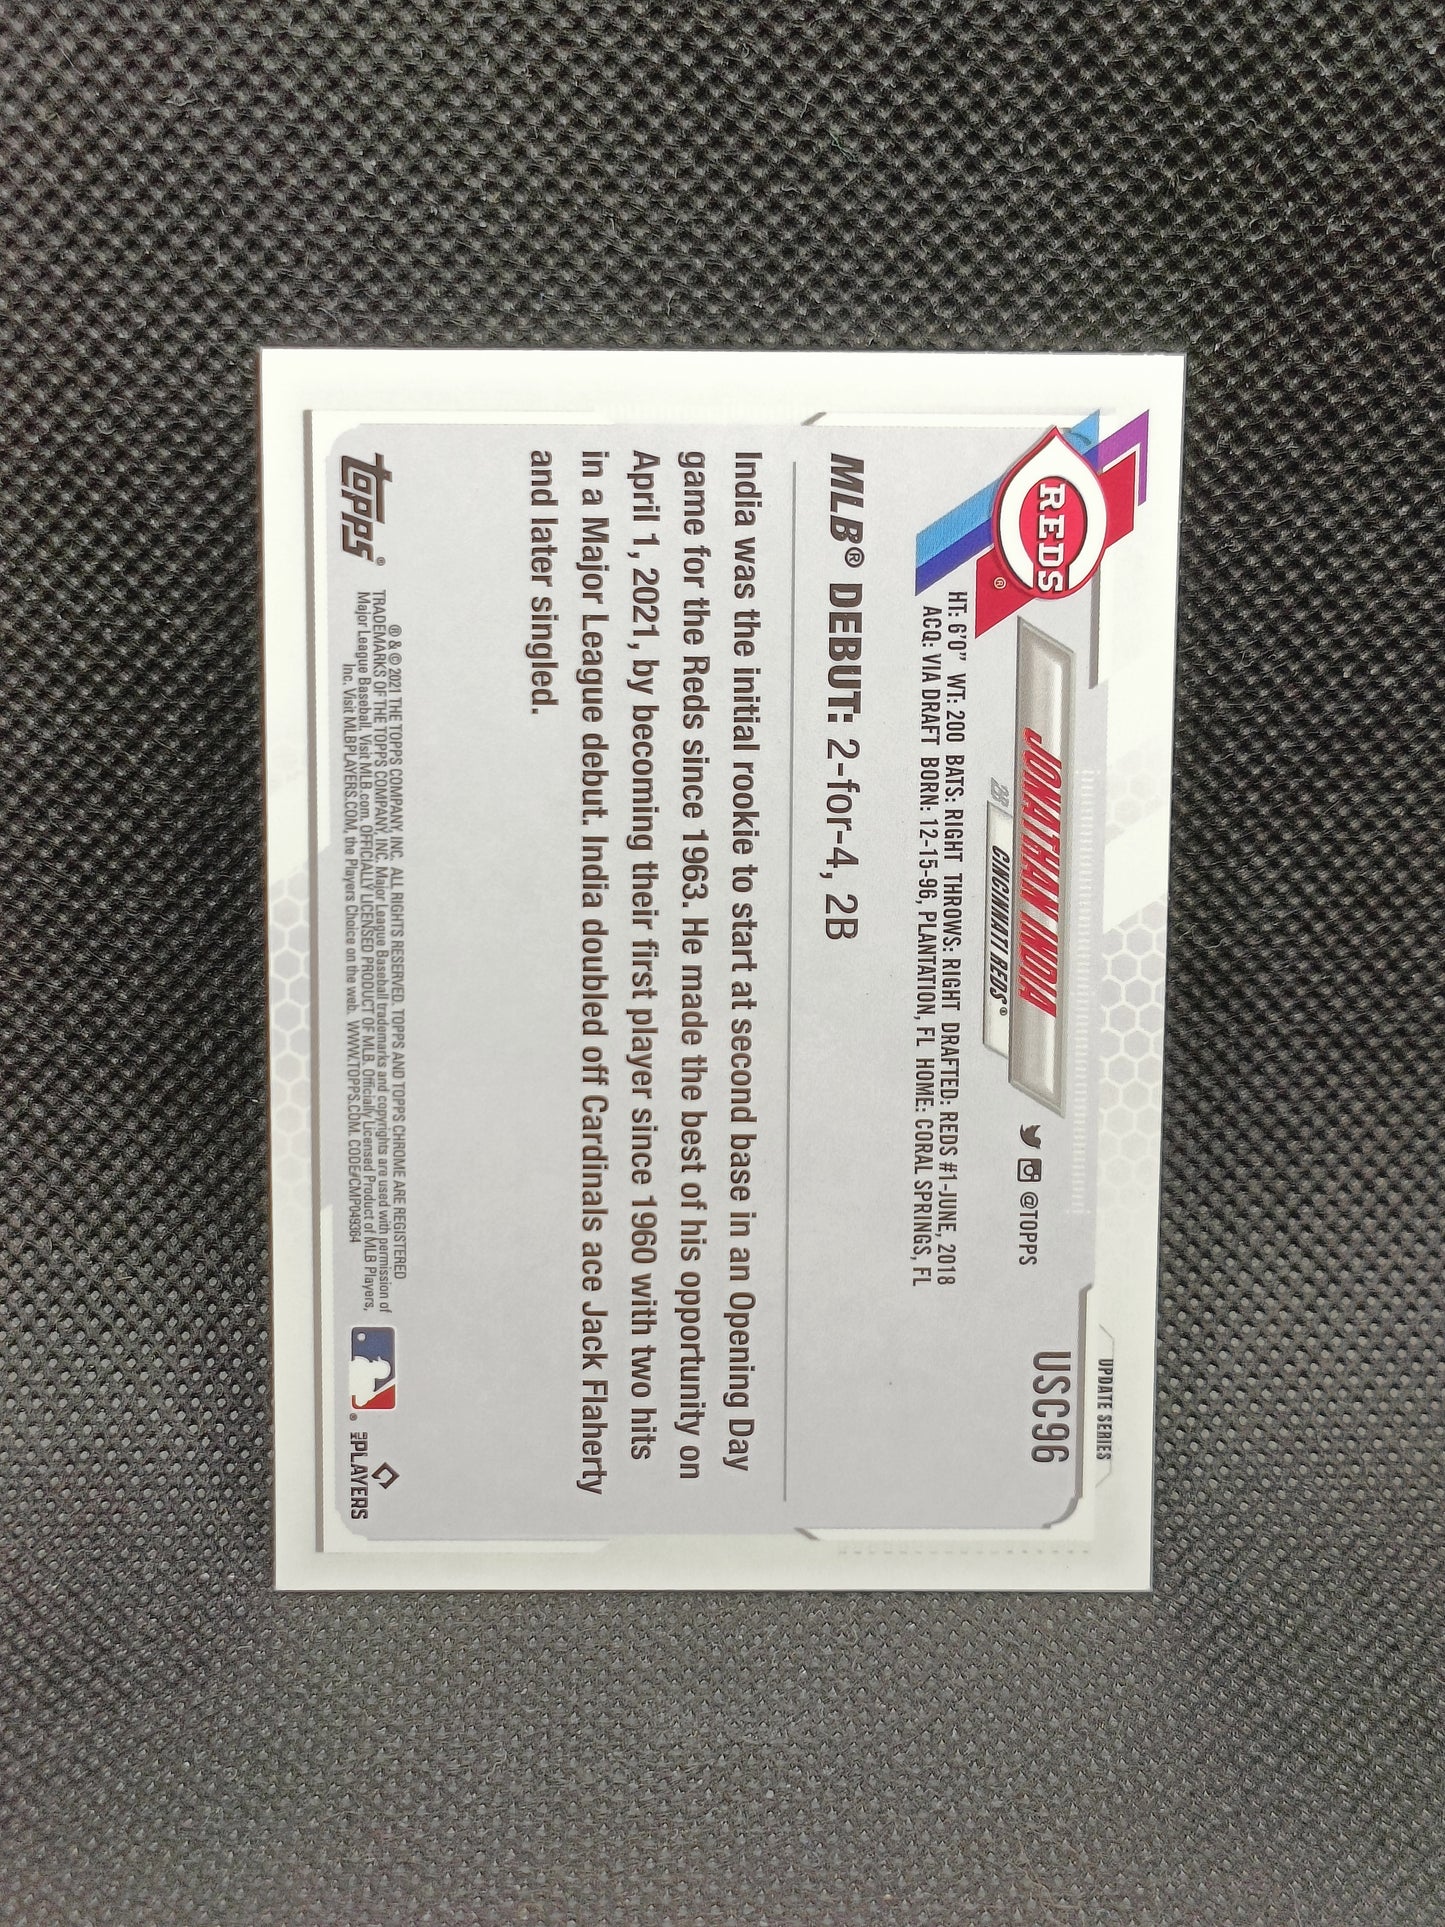 UPDATE SERIES
USC96
REDS®
JONATHAN INDIA
@TOPPS
2B
CINCINNATI REDS®
HT: 6'0" WT: 200 BATS: RIGHT THROWS: RIGHT DRAFTED: REDS #1-JUNE, 2018
ACQ: VIA DRAFT BORN: 12-15-96, PLANTATION, FL HOME: CORAL SPRINGS, FL
MLB® DEBUT: 2-for-4, 2B
India was the initial rookie to start at second base in an Opening Day
game for the Reds since 1963. He made the best of his opportunity on
April 1, 2021, by becoming their first player since 1960 with two hits
in a Major League debut. India doubled off Cardinals ace Jack Flaherty
and later singled.
topps®
® & © 2021 THE TOPPS COMPANY, INC. ALL RIGHTS RESERVED. TOPPS AND TOPPS CHROME ARE REGISTERED
TRADEMARKS OF THE TOPPS COMPANY, INC. Major League Baseball trademarks and copyrights are used with permission of
Major League Baseball. Visit MLB.com. OFFICIALLY LICENSED PRODUCT OF MLB. Officially Licensed Product of MLB Players,
Inc. Visit MLBPLAYERS.COM, the Players Choice on the web. WWW.TOPPS.COM. CODE#CMP049364
®
THE PLAYERS